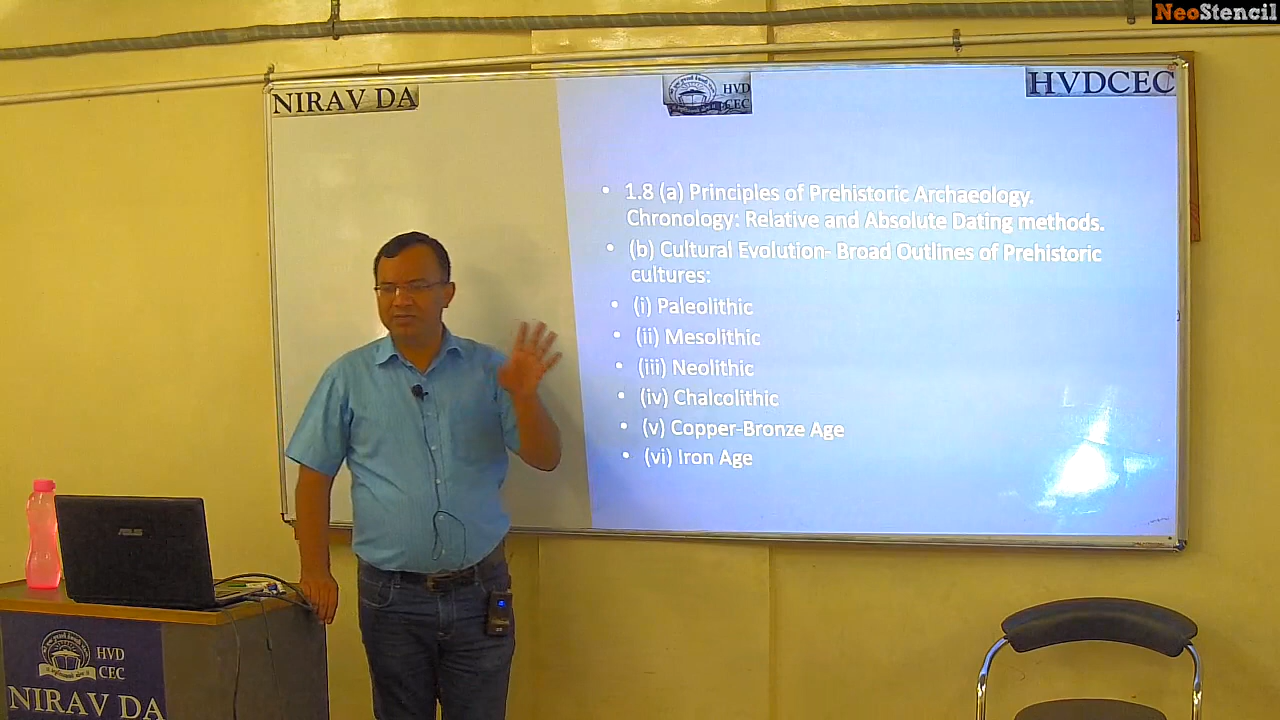 NeoStencil
NIRAV DA
HVD
CEC
HVDCEC
• 1.8 (a) Principles of Prehistoric Archaeology.
Chronology: Relative and Absolute Dating methods.
• (b) Cultural Evolution- Broad Outlines of Prehistoric
cultures:
• (i) Paleolithic
• (ii) Mesolithic
• (iii) Neolithic
• (iv) Chalcolithic
• (v) Copper-Bronze Age
• (vi) Iron Age
ASUS
HVD
CEC
NIRAV DA